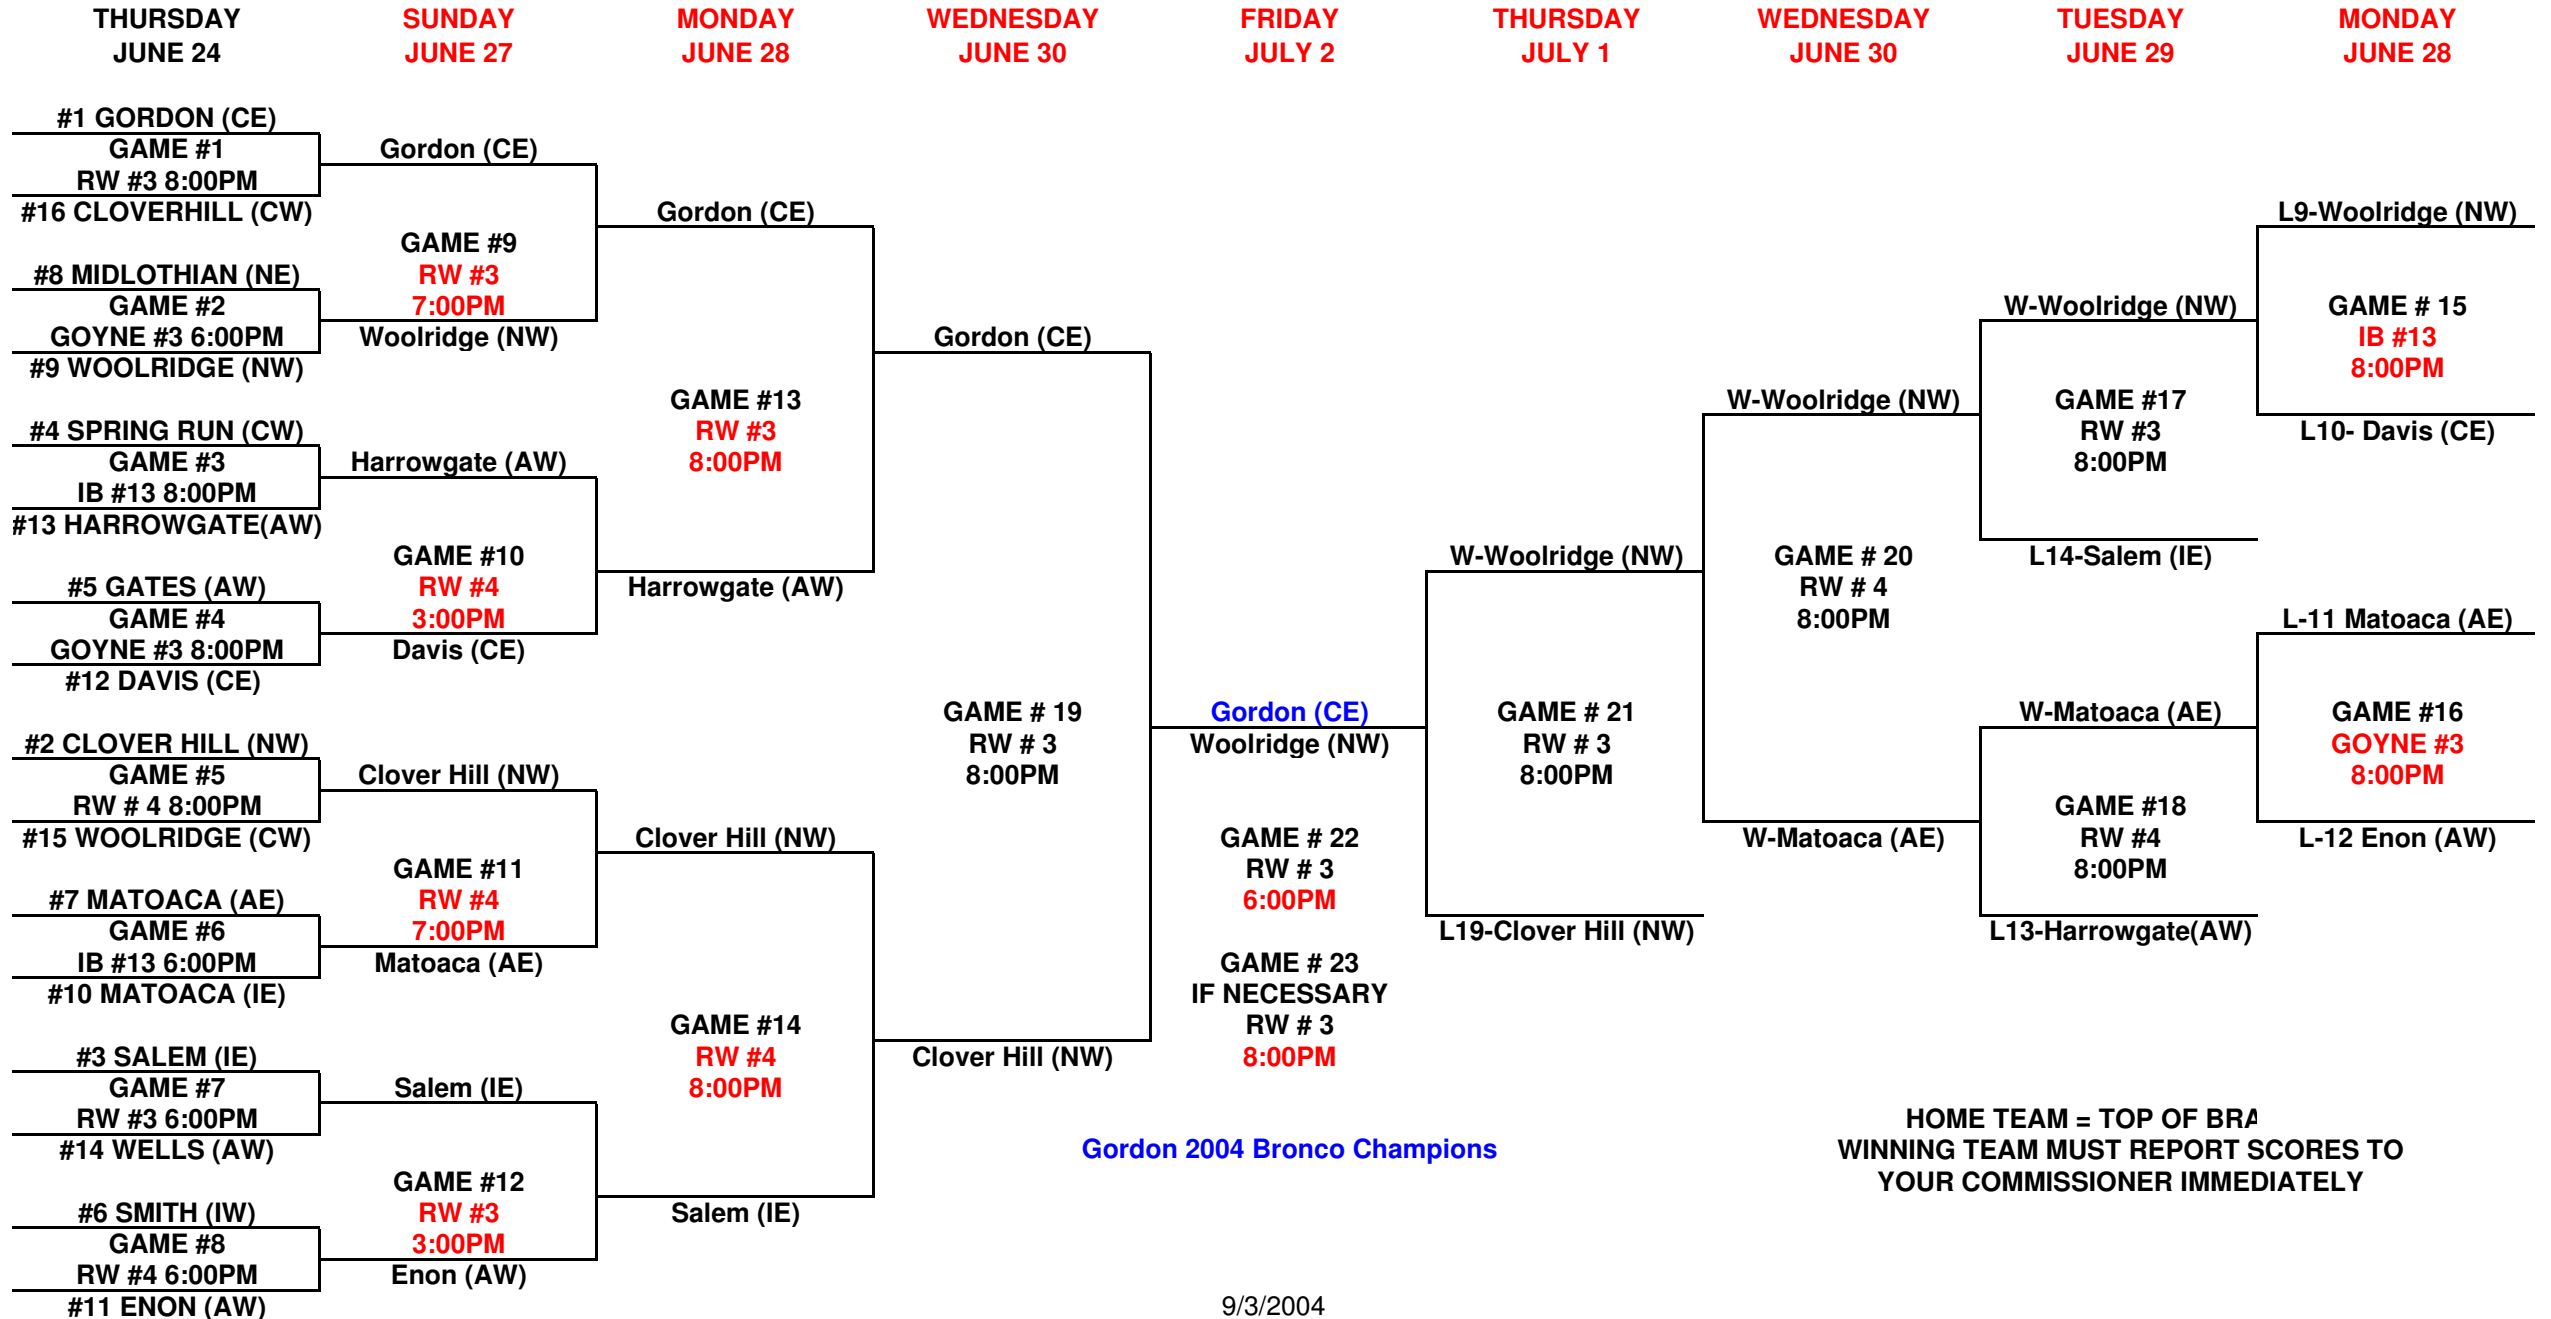 THURSDAY
JUNE 24
SUNDAY
JUNE 27
MONDAY
JUNE 28
WEDNESDAY
JUNE 30
FRIDAY
JULY 2
THURSDAY
JULY 1
WEDNESDAY
JUNE 30
TUESDAY
JUNE 29
MONDAY
JUNE 28
#1 GORDON (CE)
GAME #1
RW #3 8:00PM
#16 CLOVERHILL (CW)
#8 MIDLOTHIAN (NE)
GAME #2
GOYNE #3 6:00PM
#9 WOOLRIDGE (NW)
#4 SPRING RUN (CW)
GAME #3
IB #13 8:00PM
#13 HARROWGATE(AW)
#5 GATES (AW)
GAME #4
GOYNE #3 8:00PM
#12 DAVIS (CE)
#2 CLOVER HILL (NW)
GAME #5
RW # 4 8:00PM
#15 WOOLRIDGE (CW)
#7 MATOACA (AE)
GAME #6
IB #13 6:00PM
#10 MATOACA (IE)
#3 SALEM (IE)
GAME #7
RW #3 6:00PM
#14 WELLS (AW)
#6 SMITH (IW)
GAME #8
RW #4 6:00PM
#11 ENON (AW)
Gordon (CE)
GAME #9
RW #3
7:00PM
Woolridge (NW)
Harrowgate (AW)
GAME #10
RW #4
3:00PM
Davis (CE)
Clover Hill (NW)
GAME #11
RW #4
7:00PM
Matoaca (AE)
Salem (IE)
GAME #12
RW #3
3:00PM
Enon (AW)
Gordon (CE)
GAME #13
RW #3
8:00PM
Harrowgate (AW)
Clover Hill (NW)
GAME #14
RW #4
8:00PM
Salem (IE)
Gordon (CE)
GAME # 19
RW # 3
8:00PM
Clover Hill (NW)
Gordon (CE)
Woolridge (NW)
GAME # 22
RW # 3
6:00PM
GAME # 23
IF NECESSARY
RW # 3
8:00PM
Gordon 2004 Bronco Champions
W-Woolridge (NW)
GAME # 21
RW # 3
8:00PM
L19-Clover Hill (NW)
W-Woolridge (NW)
GAME # 20
RW # 4
8:00PM
W-Matoaca (AE)
W-Woolridge (NW)
GAME #17
RW #3
8:00PM
L14-Salem (IE)
W-Matoaca (AE)
GAME #18
RW #4
8:00PM
L13-Harrowgate(AW)
L9-Woolridge (NW)
GAME # 15
IB #13
8:00PM
L10- Davis (CE)
L-11 Matoaca (AE)
GAME #16
GOYNE #3
8:00PM
L-12 Enon (AW)
HOME TEAM = TOP OF BRA
WINNING TEAM MUST REPORT SCORES TO
YOUR COMMISSIONER IMMEDIATELY
9/3/2004